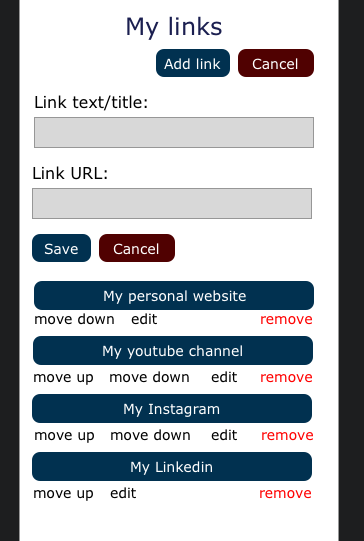 My links
Add link Cancel
Link text/title:
Link URL:
Save Cancel
My personal website
move down edit remove
My youtube channel
move up move down edit remove
My Instagram
move up move down edit remove
My Linkedin
move up edit remove